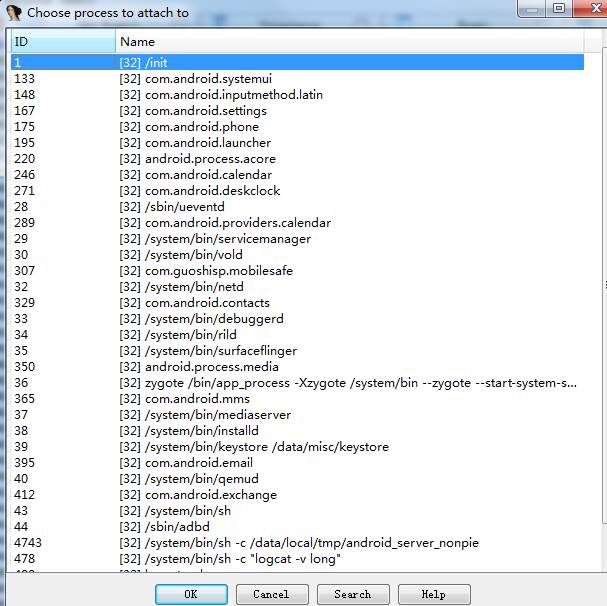 Choose process to attach to
ID Name
1 [32] /init
133 [32] com.android.systemui
148 [32] com.android.inputmethod.latin
167 [32] com.android.settings
175 [32] com.android.phone
195 [32] com.android.launcher
220 [32] android.process.acore
246 [32] com.android.calendar
271 [32] com.android.deskclock
28 [32] /sbin/ueventd
289 [32] com.android.providers.calendar
29 [32] /system/bin/servicemanager
30 [32] /system/bin/vold
307 [32] com.guoshisp.mobilesafe
32 [32] /system/bin/netd
329 [32] com.android.contacts
33 [32] /system/bin/debuggerd
34 [32] /system/bin/rild
35 [32] /system/bin/surfaceflinger
350 [32] android.process.media
36 [32] zygote /bin/app_process -Xzygote /system/bin --zygote --start-system-s...
365 [32] com.android.mms
37 [32] /system/bin/mediaserver
38 [32] /system/bin/installd
39 [32] /system/bin/keystore /data/misc/keystore
395 [32] com.android.email
40 [32] /system/bin/qemud
412 [32] com.android.exchange
43 [32] /system/bin/sh
44 [32] /sbin/adbd
4743 [32] /system/bin/sh -c /data/local/tmp/android_server_nonpie
478 [32] /system/bin/sh -c "logcat -v long"
OK Cancel Search Help